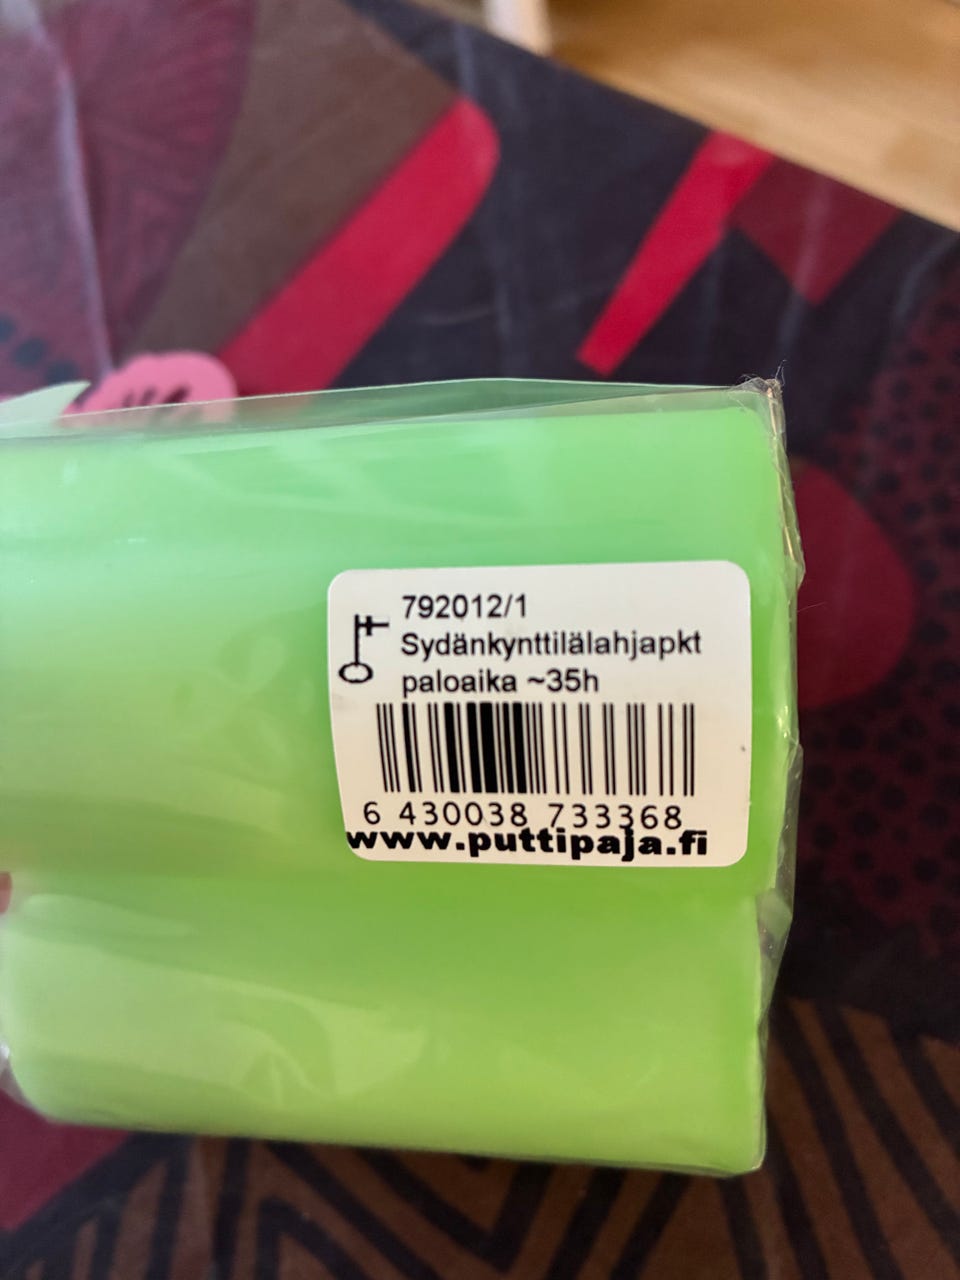 792012/1
Sydänkynttilälahjapkt
paloaika ~35h
6 430038 733368
www.puttipaja.fi